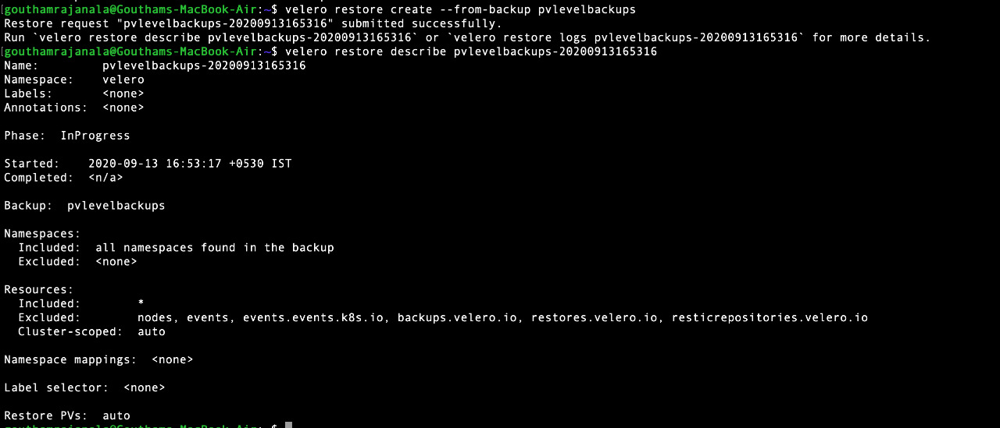 gouthamrajanala@Gouthams-MacBook-Air:~$ velero restore create --from-backup pvlevelbackups
Restore request "pvlevelbackups-20200913165316" submitted successfully.
Run `velero restore describe pvlevelbackups-20200913165316` or `velero restore logs pvlevelbackups-20200913165316` for more details.
gouthamrajanala@Gouthams-MacBook-Air:~$ velero restore describe pvlevelbackups-20200913165316
Name:         pvlevelbackups-20200913165316
Namespace:    velero
Labels:       <none>
Annotations:  <none>
Phase:  InProgress
Started:    2020-09-13 16:53:17 +0530 IST
Completed:  <n/a>
Backup:  pvlevelbackups
Namespaces:
  Included:  all namespaces found in the backup
  Excluded:  <none>
Resources:
  Included:        *
  Excluded:        nodes, events, events.events.k8s.io, backups.velero.io, restores.velero.io, resticrepositories.velero.io
  Cluster-scoped:  auto
Namespace mappings:  <none>
Label selector:  <none>
Restore PVs:  auto
gouthamrajanala@Gouthams-MacBook-Air:~$